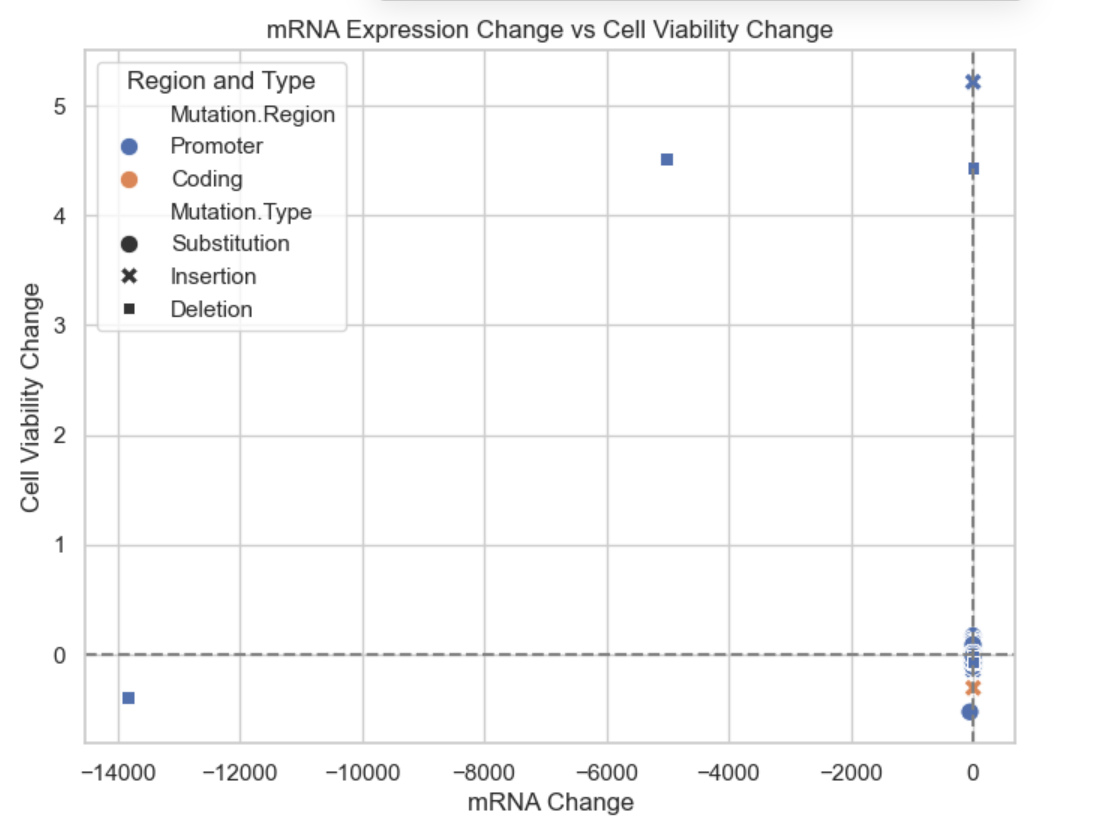 mRNA Expression Change vs Cell Viability Change
Region and Type
Mutation.Region
Promoter
Coding
Mutation.Type
Substitution
Insertion
Deletion
Cell Viability Change
5
4
3
2
1
0
−14000 −12000 −10000 −8000 −6000 −4000 −2000 0
mRNA Change